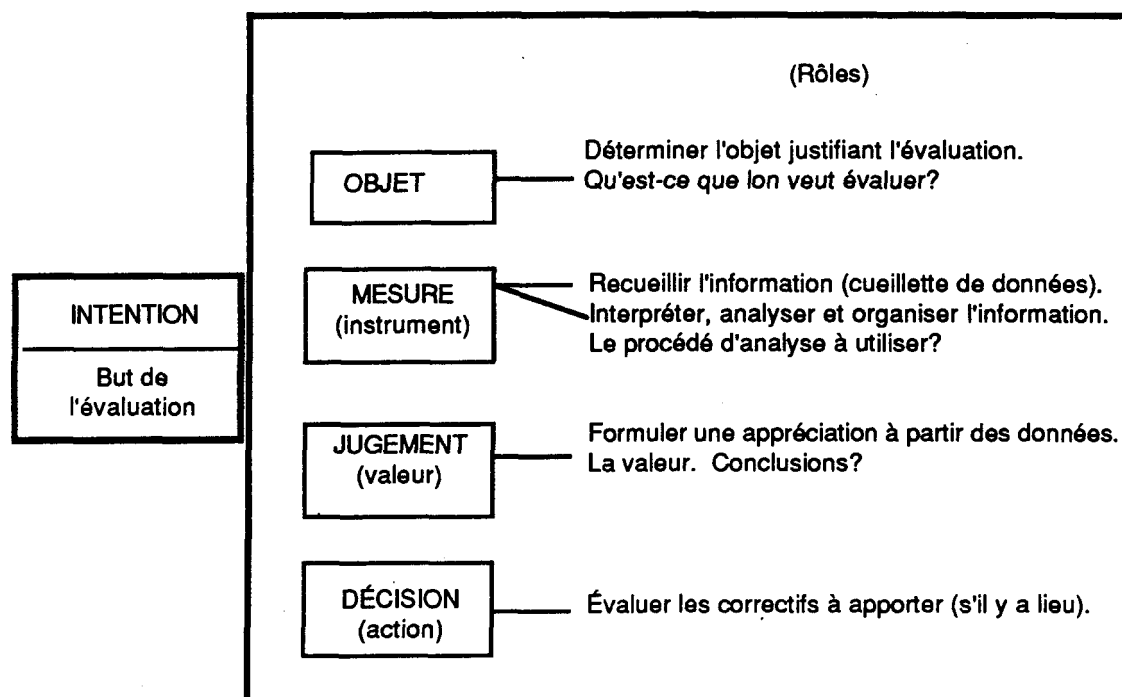 (Rôles)
OBJET
Déterminer l'objet justifiant l'évaluation.
Qu'est-ce que lon veut évaluer?
INTENTION
But de
l'évaluation
MESURE
(instrument)
Recueillir l'information (cueillette de données).
Interpréter, analyser et organiser l'information.
Le procédé d'analyse à utiliser?
JUGEMENT
(valeur)
Formuler une appréciation à partir des données.
La valeur. Conclusions?
DÉCISION
(action)
Évaluer les correctifs à apporter (s'il y a lieu).